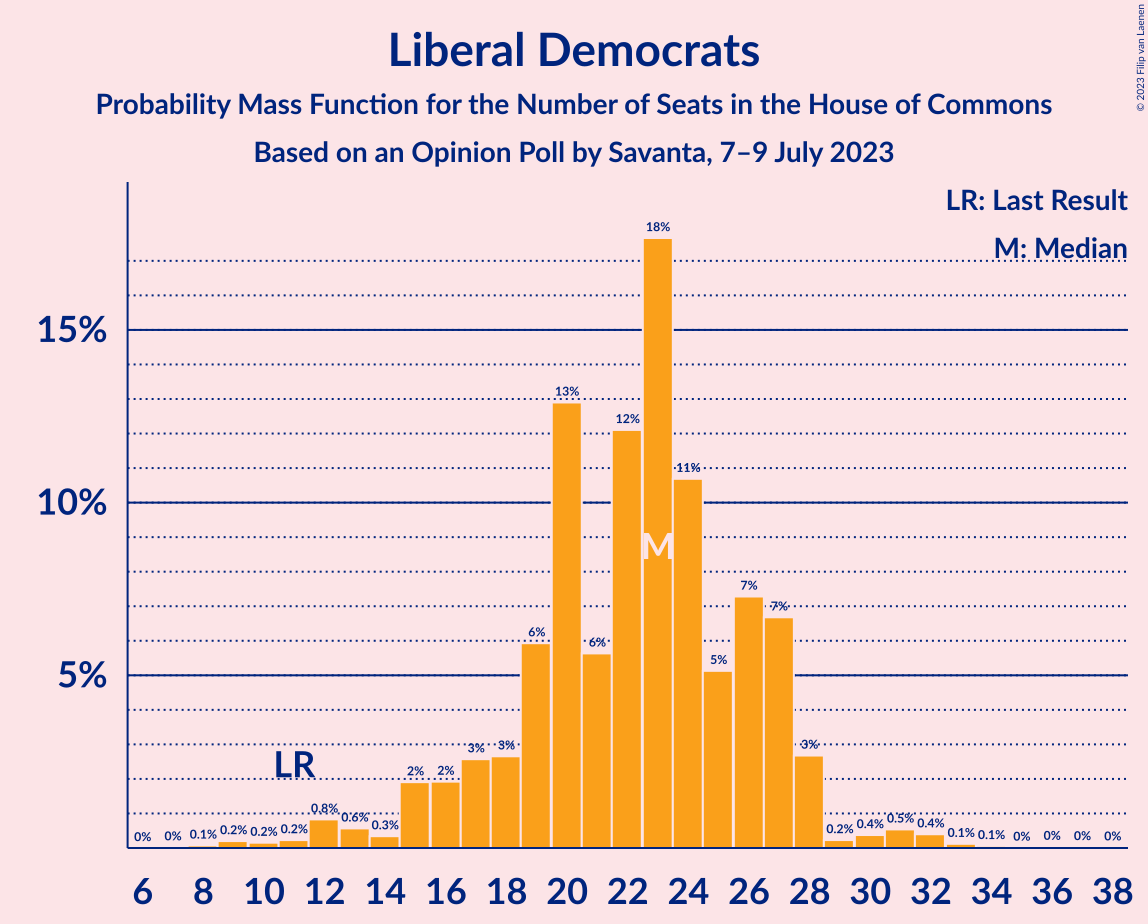 Liberal Democrats
Probability Mass Function for the Number of Seats in the House of Commons
Based on an Opinion Poll by Savanta, 7–9 July 2023
© 2023 Filip van Laenen
LR: Last Result
M: Median
15%
10%
5%
0% 0% 0.1% 0.2% 0.2% 0.2% 0.8% 0.6% 0.3% 2% 2% 3% 3% 6% 13% 6% 12% 18% 11% 5% 7% 7% 3% 0.2% 0.4% 0.5% 0.4% 0.1% 0.1% 0% 0% 0% 0%
LR
M
6 8 10 12 14 16 18 20 22 24 26 28 30 32 34 36 38